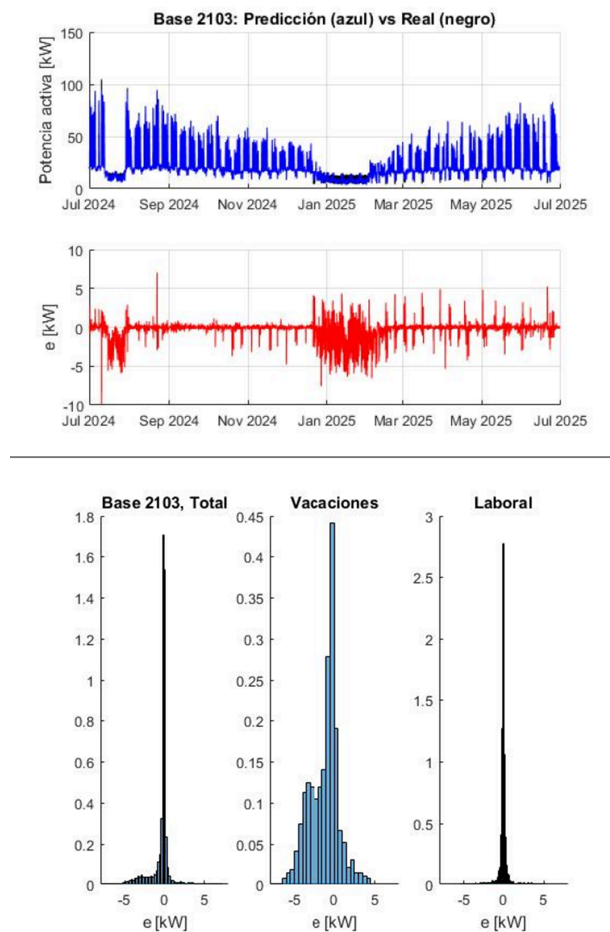 Base 2103: Predicción (azul) vs Real (negro)
150
100
50
0
Potencia activa [kW]
Jul 2024 Sep 2024 Nov 2024 Jan 2025 Mar 2025 May 2025 Jul 2025
10
5
0
-5
-10
e [kW]
Jul 2024 Sep 2024 Nov 2024 Jan 2025 Mar 2025 May 2025 Jul 2025
Base 2103, Total
1.8
1.6
1.4
1.2
1
0.8
0.6
0.4
0.2
0
-5 0 5
e [kW]
Vacaciones
0.45
0.4
0.35
0.3
0.25
0.2
0.15
0.1
0.05
0
-5 0 5
e [kW]
Laboral
3
2.5
2
1.5
1
0.5
0
-5 0 5
e [kW]